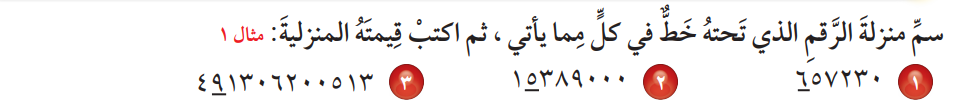 سمِّ منزلةَ الرَّقمِ الذي تَحتهُ خَطٌّ في كلٍّ مِما يأتي ، ثم اكتبْ قِيمتَهُ المنزليةَ: مثال ١
١ ٦٥٧٢٣٠ ٢ ١٥٣٨٩٠٠٠ ٣ ٤٩١٣٠٦٢٠٠٥١٣